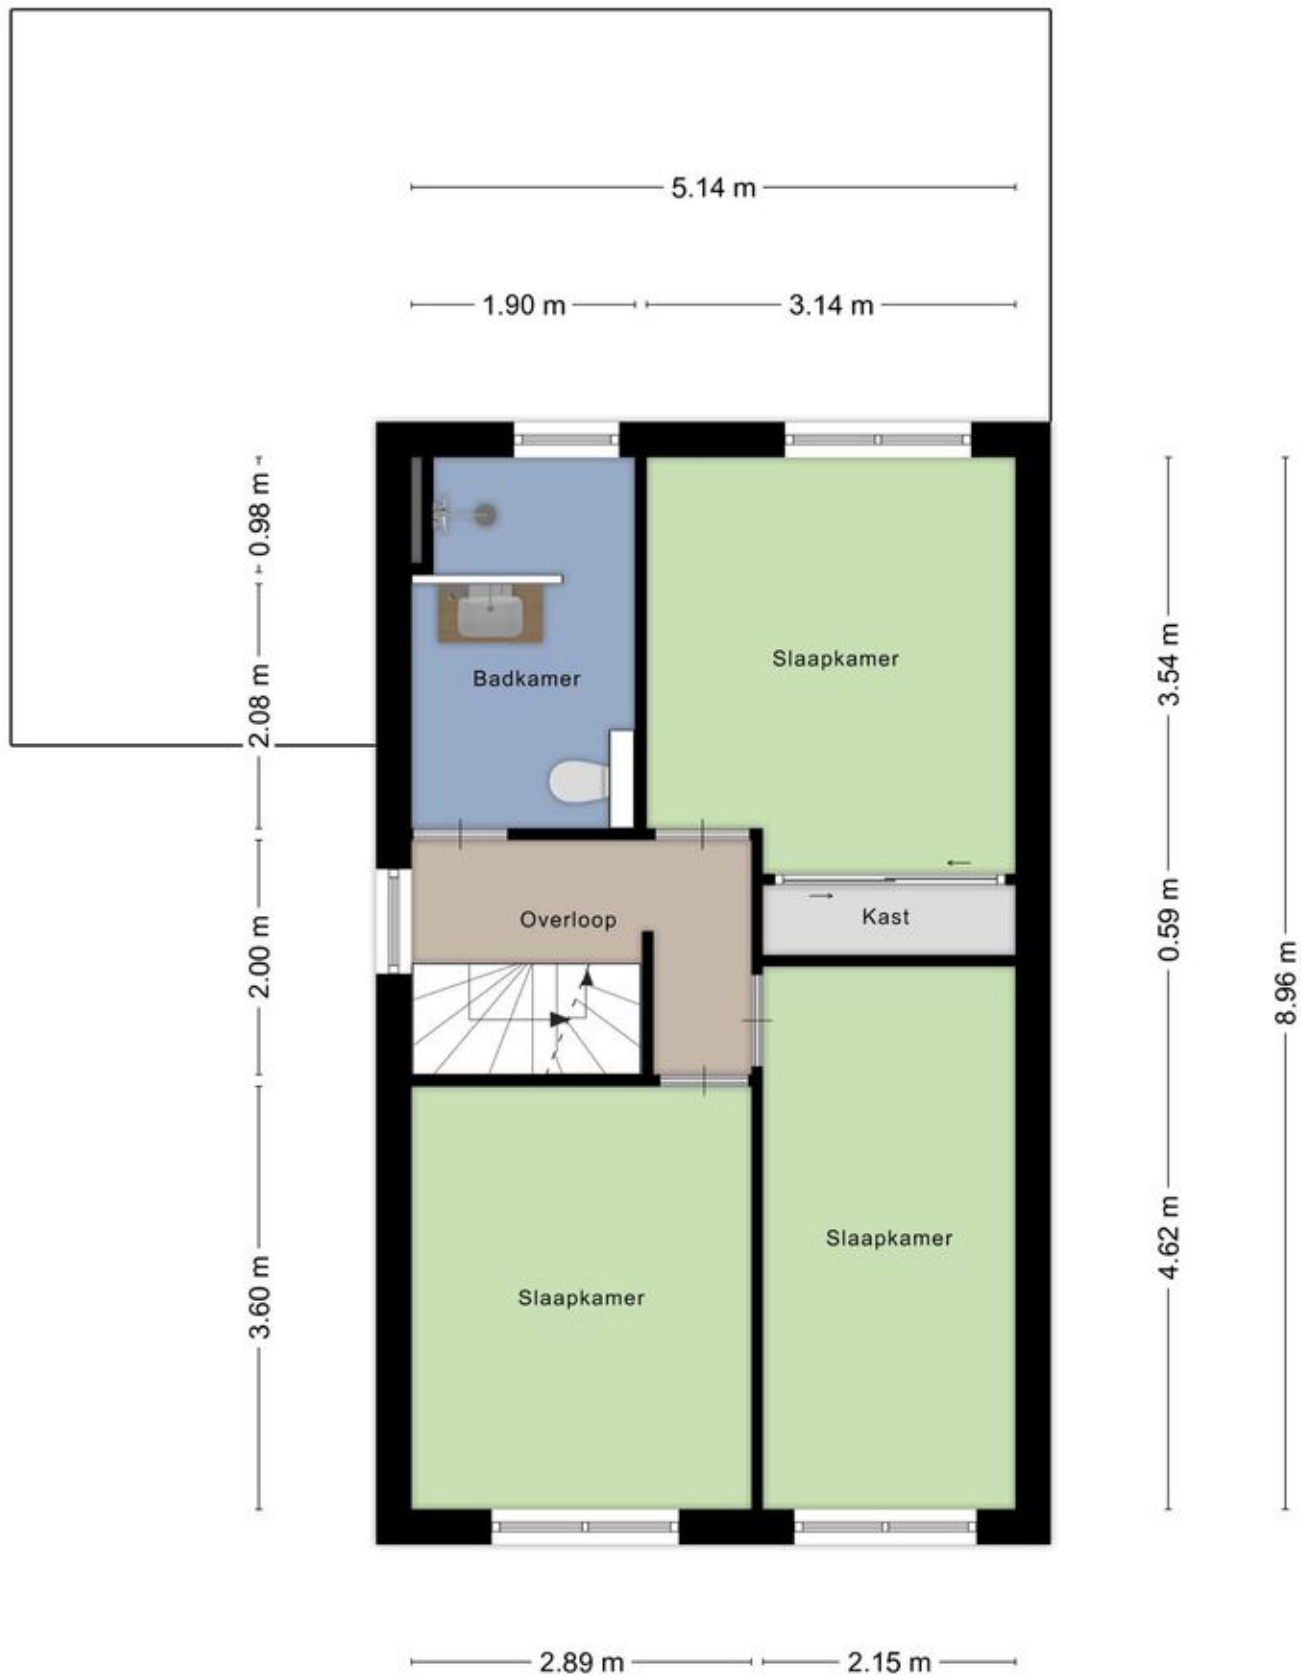 5.14 m
1.90 m
3.14 m
0.98 m
2.08 m
2.00 m
3.60 m
Slaapkamer
Badkamer
Overloop
Kast
Slaapkamer
Slaapkamer
3.54 m
0.59 m
4.62 m
8.96 m
2.89 m
2.15 m